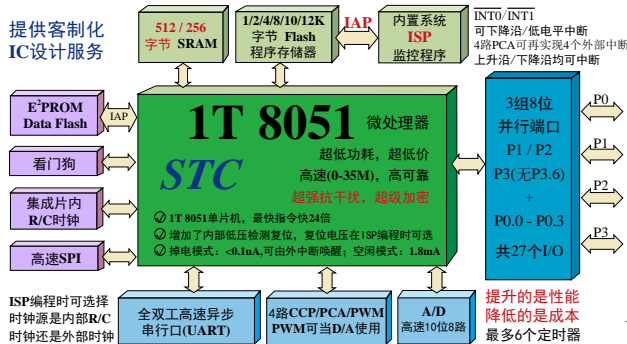 提供客制化
IC设计服务
512 / 256
字节 SRAM
1/2/4/8/10/12K
字节 Flash
程序存储器
IAP
内置系统
ISP
监控程序
INT0/INT1
可下降沿/低电平中断
4路PCA可再实现4个外部中断
上升沿/下降沿均可中断
E²PROM
Data Flash
IAP
看门狗
集成片内
R/C时钟
高速SPI
1T 8051 微处理器
STC
超低功耗，超低价
高速(0-35M)，高可靠
超强抗干扰，超级加密
1T 8051单片机，最快指令快24倍
增加了内部低压检测复位，复位电压在ISP编程时可选
掉电模式：<0.1uA,可由外中断唤醒；空闲模式：1.8mA
3组8位
并行端口
P1 / P2
P3(无P3.6)
+
P0.0 - P0.3
共27个I/O
P0
P1
P2
P3
ISP编程时可选择
时钟源是内部R/C
时钟还是外部时钟
全双工高速异步
串行口(UART)
4路CCP/PCA/PWM
PWM可当D/A使用
A/D
高速10位8路
提升的是性能
降低的是成本
最多6个定时器